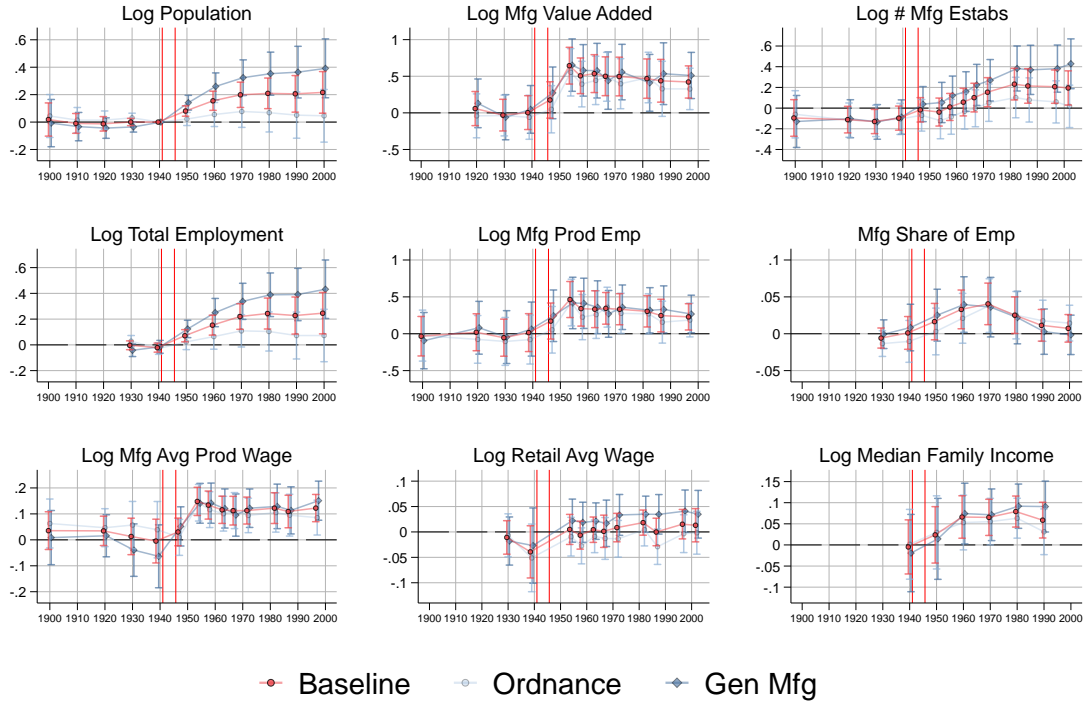 Log Population
.6
.4
.2
0
-.2
1900 1910 1920 1930 1940 1950 1960 1970 1980 1990 2000
Log Mfg Value Added
1
.5
0
-.5
1900 1910 1920 1930 1940 1950 1960 1970 1980 1990 2000
Log # Mfg Estabs
.6
.4
.2
0
-.2
-.4
1900 1910 1920 1930 1940 1950 1960 1970 1980 1990 2000
Log Total Employment
.6
.4
.2
0
-.2
1900 1910 1920 1930 1940 1950 1960 1970 1980 1990 2000
Log Mfg Prod Emp
1
.5
0
-.5
1900 1910 1920 1930 1940 1950 1960 1970 1980 1990 2000
Mfg Share of Emp
.1
.05
0
-.05
1900 1910 1920 1930 1940 1950 1960 1970 1980 1990 2000
Log Mfg Avg Prod Wage
.2
.1
0
-.1
-.2
1900 1910 1920 1930 1940 1950 1960 1970 1980 1990 2000
Log Retail Avg Wage
.1
.05
0
-.05
-.1
1900 1910 1920 1930 1940 1950 1960 1970 1980 1990 2000
Log Median Family Income
.15
.1
.05
0
-.05
-.1
1900 1910 1920 1930 1940 1950 1960 1970 1980 1990 2000
Baseline Ordnance Gen Mfg